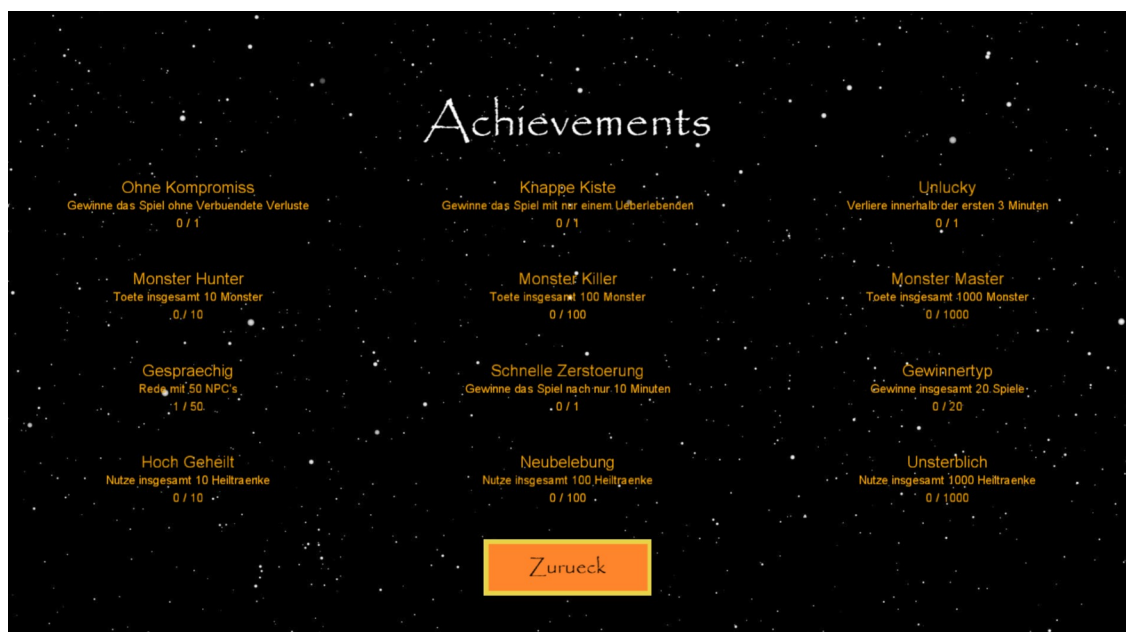 Achievements
Ohne Kompromiss
Gewinne das Spiel ohne Verbuendete Verluste
0 / 1
Knappe Kiste
Gewinne das Spiel mit nur einem Ueberlebenden
0 / 1
Unlucky
Verliere innerhalb der ersten 3 Minuten
0 / 1
Monster Hunter
Toete insgesamt 10 Monster
0 / 10
Monster Killer
Toete insgesamt 100 Monster
0 / 100
Monster Master
Toete insgesamt 1000 Monster
0 / 1000
Gespraechig
Rede mit 50 NPC's
1 / 50
Schnelle Zerstoerung
Gewinne das Spiel nach nur 10 Minuten
0 / 1
Gewinnertyp
Gewinne insgesamt 20 Spiele
0 / 20
Hoch Geheilt
Nutze insgesamt 10 Heiltraenke
0 / 10
Neubelebung
Nutze insgesamt 100 Heiltraenke
0 / 100
Unsterblich
Nutze insgesamt 1000 Heiltraenke
0 / 1000
Zurueck